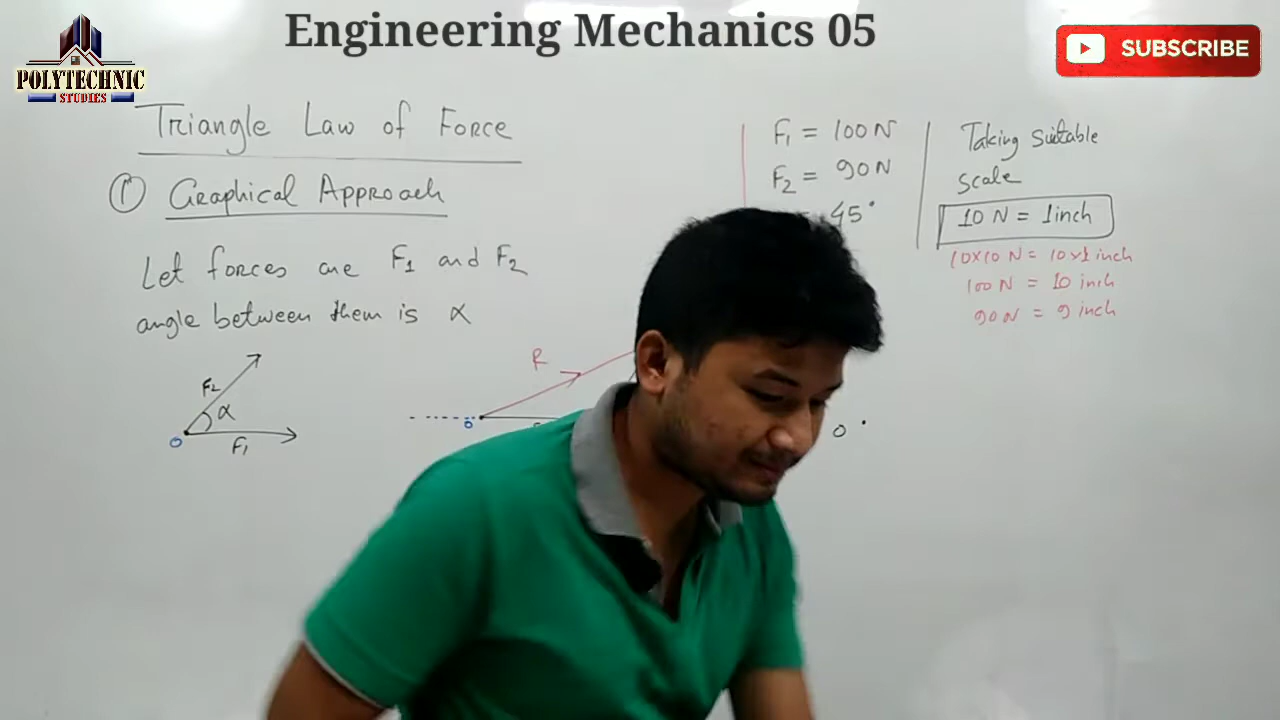 Engineering Mechanics 05
POLYTECHNIC
STUDIES
SUBSCRIBE
Triangle Law of Force
① Graphical Approach
Let forces are F₁ and F₂
angle between them is α
F₂
α
O
F₁
R
O
O
F₁ = 100 N
F₂ = 90 N
45°
Taking Suitable
Scale
10 N = 1 inch
10×10 N = 10×1 inch
100 N = 10 inch
90 N = 9 inch